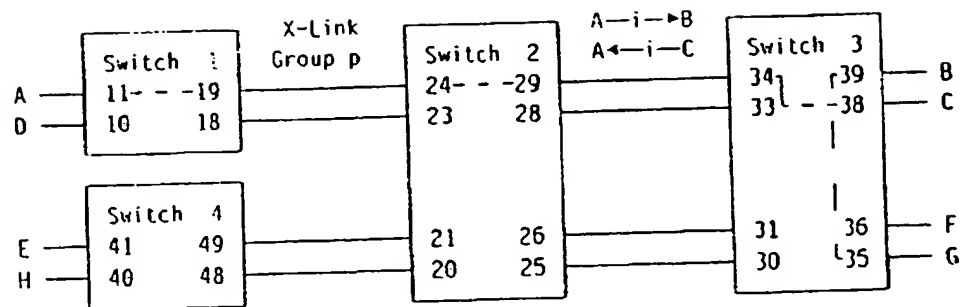 X-Link
Group p
A—i—►B
A◄—i—C
Switch 1
11- - -19
10 18
A
D
Switch 2
24- - -29
23 28
21 26
20 25
Switch 3
34 39
33 - -38
31 36
30 35
B
C
F
G
Switch 4
41 49
40 48
E
H